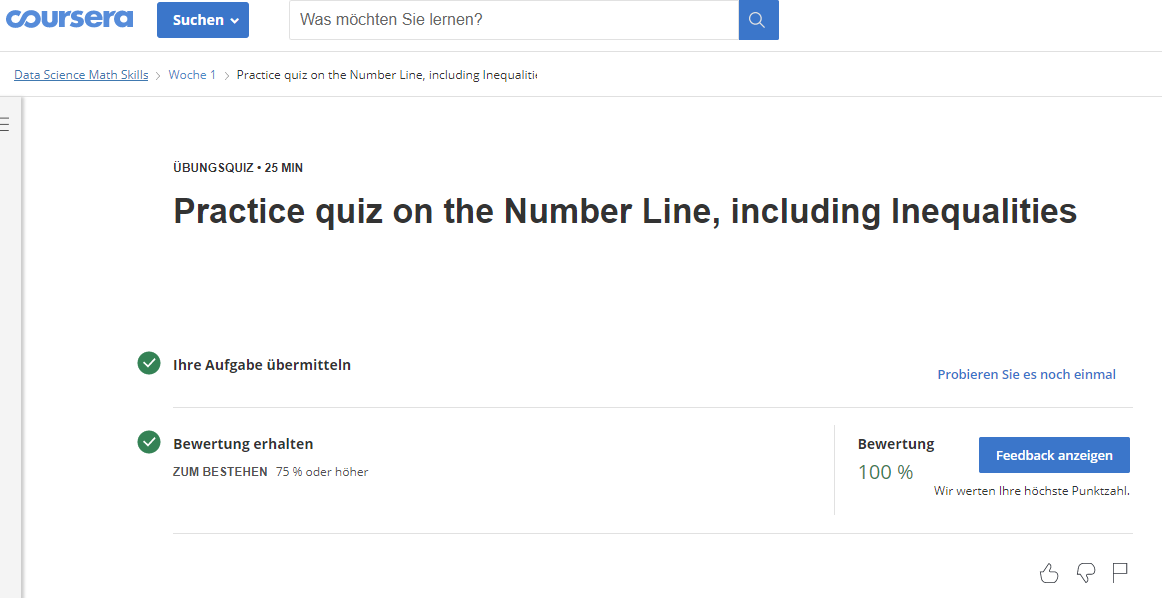 coursera
Suchen
Was möchten Sie lernen?
Data Science Math Skills > Woche 1 > Practice quiz on the Number Line, including Inequalitie
ÜBUNGSQUIZ • 25 MIN
Practice quiz on the Number Line, including Inequalities
Ihre Aufgabe übermitteln
Probieren Sie es noch einmal
Bewertung erhalten
ZUM BESTEHEN 75 % oder höher
Bewertung
100 %
Feedback anzeigen
Wir werten Ihre höchste Punktzahl.